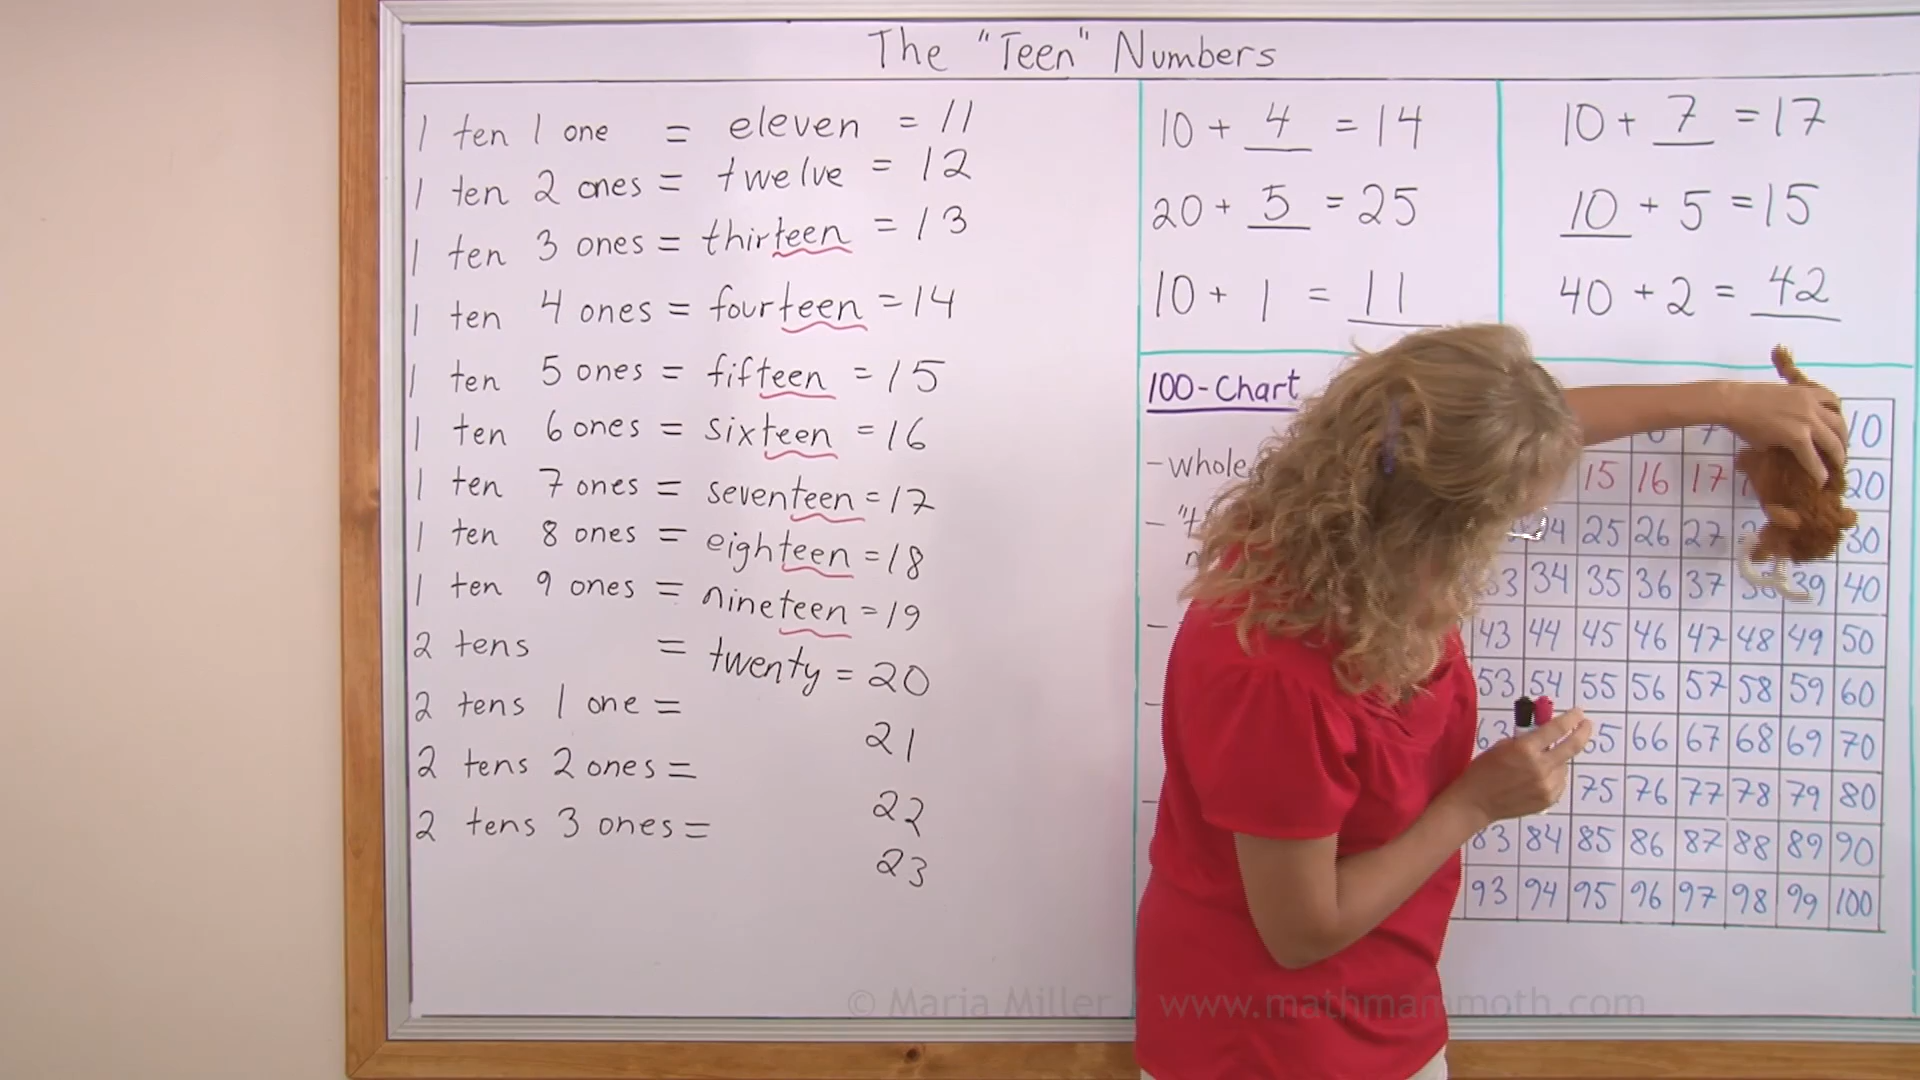 The "Teen" Numbers
1 ten 1 one = eleven = 11
1 ten 2 ones = twelve = 12
1 ten 3 ones = thirteen = 13
1 ten 4 ones = fourteen = 14
1 ten 5 ones = fifteen = 15
1 ten 6 ones = sixteen = 16
1 ten 7 ones = seventeen = 17
1 ten 8 ones = eighteen = 18
1 ten 9 ones = nineteen = 19
2 tens = twenty = 20
2 tens 1 one = 21
2 tens 2 ones = 22
2 tens 3 ones = 23
10 + 4 = 14
20 + 5 = 25
10 + 1 = 11
10 + 7 = 17
10 + 5 = 15
40 + 2 = 42
100-Chart
- whole
7 10
15 16 17 20
25 26 27 30
34 35 36 37 39 40
43 44 45 46 47 48 49 50
53 54 55 56 57 58 59 60
66 67 68 69 70
75 76 77 78 79 80
83 84 85 86 87 88 89 90
93 94 95 96 97 98 99 100
© Maria Miller / www.mathmammoth.com